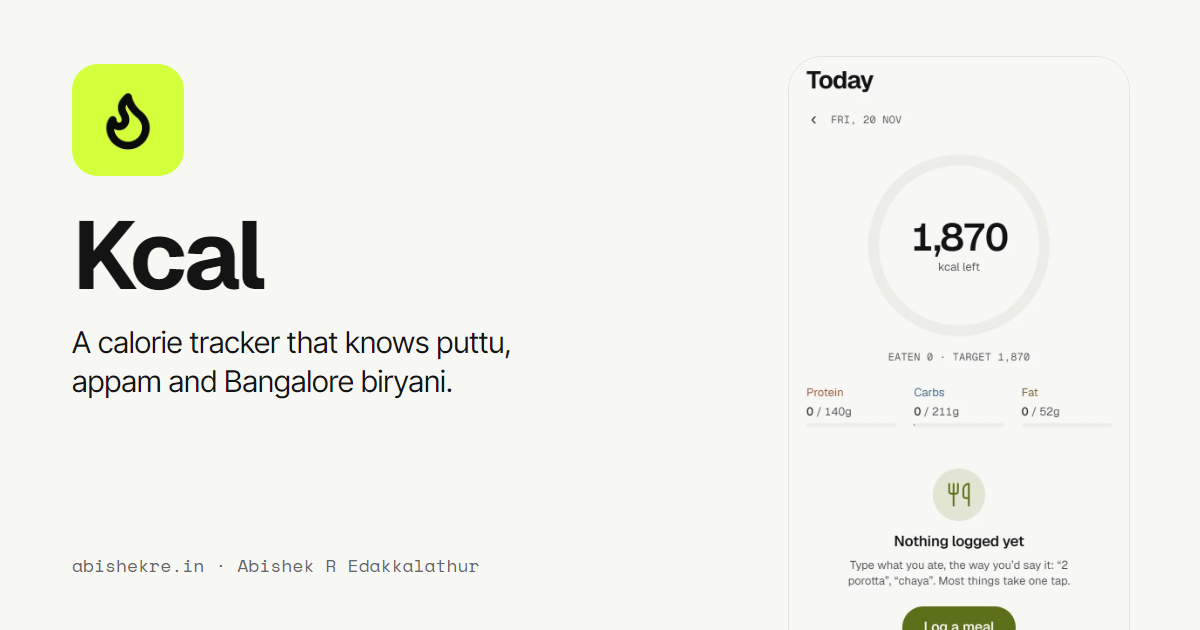 Kcal
A calorie tracker that knows puttu,
appam and Bangalore biryani.
abishekre.in · Abishek R Edakkalathur
Today
‹ FRI, 20 NOV
1,870
kcal left
EATEN 0 · TARGET 1,870
Protein Carbs Fat
0 / 140g 0 / 211g 0 / 52g
Nothing logged yet
Type what you ate, the way you’d say it: “2
porotta”, “chaya”. Most things take one tap.
Log a meal